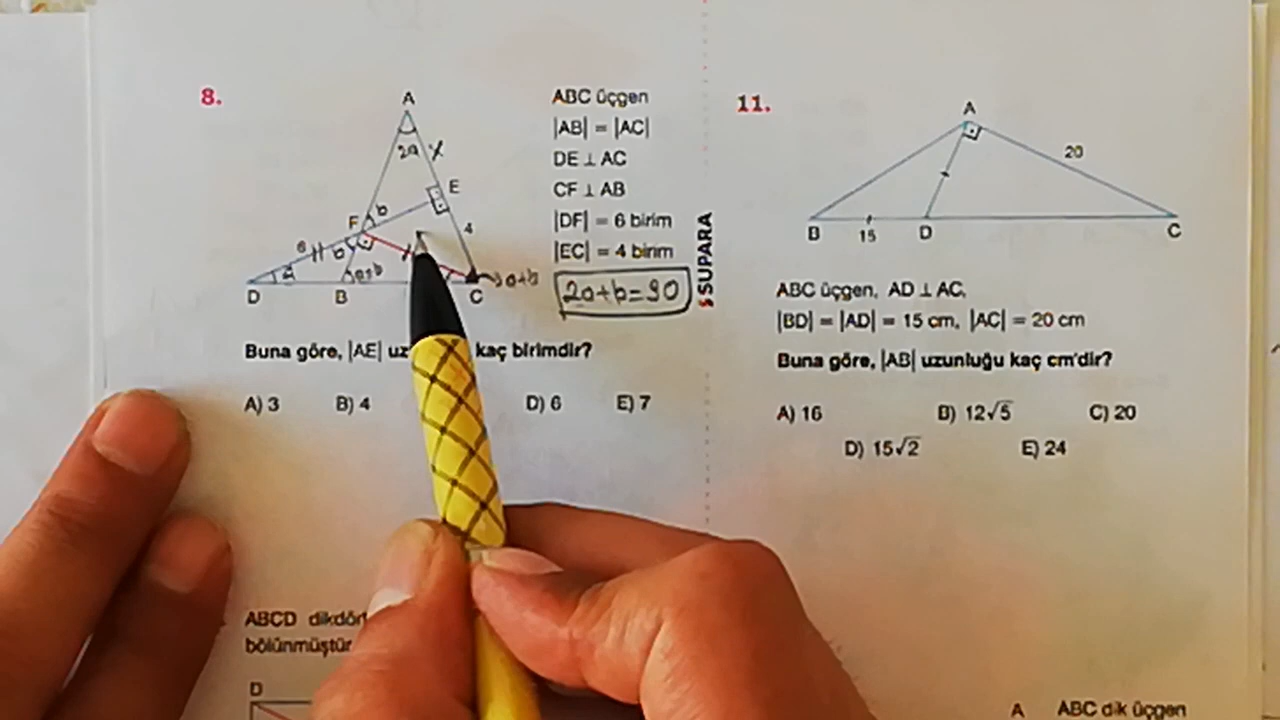 8.
A
2a
x
E
F
b
4
6
b
a
a+b
a+b
D
B
C
ABC üçgen
|AB| = |AC|
DE ⊥ AC
CF ⊥ AB
|DF| = 6 birim
|EC| = 4 birim
2a+b=90
Buna göre, |AE| kaç birimdir?
A) 3 B) 4 D) 6 E) 7
ABCD
bölünmüştür
D
SUPARA
11.
A
20
B
15
D
C
ABC üçgen, AD ⊥ AC,
|BD| = |AD| = 15 cm, |AC| = 20 cm
Buna göre, |AB| uzunluğu kaç cm'dir?
A) 16 B) 12√5 C) 20
D) 15√2 E) 24
A
ABC dik üçgen